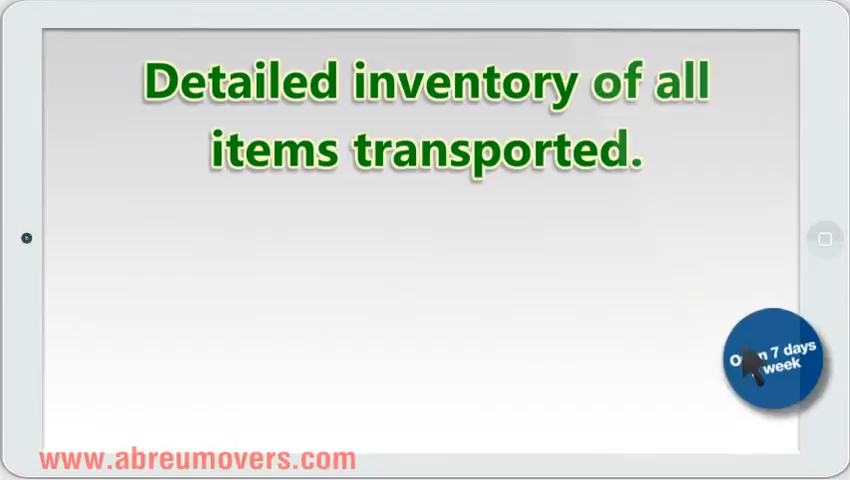 Detailed inventory of all
items transported.
7 days
week
www.abreumovers.com